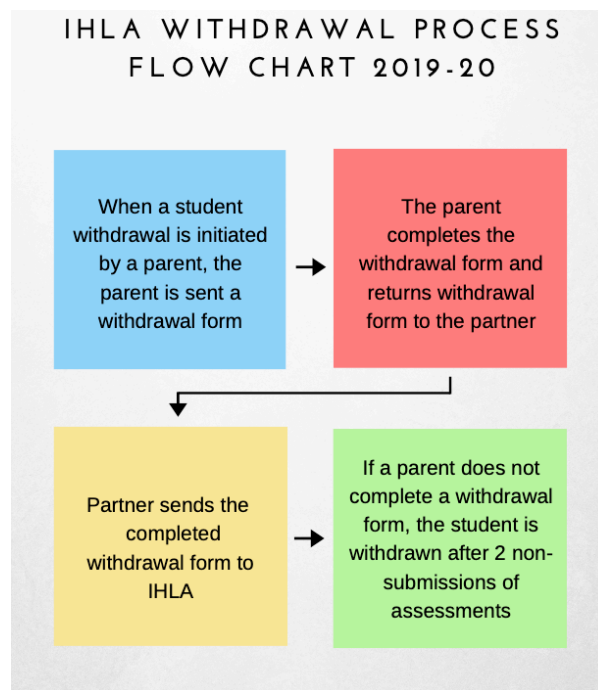 IHLA WITHDRAWAL PROCESS
FLOW CHART 2019-20
When a student
withdrawal is initiated
by a parent, the
parent is sent a
withdrawal form
The parent
completes the
withdrawal form and
returns withdrawal
form to the partner
Partner sends the
completed
withdrawal form to
IHLA
If a parent does not
complete a withdrawal
form, the student is
withdrawn after 2 non-
submissions of
assessments